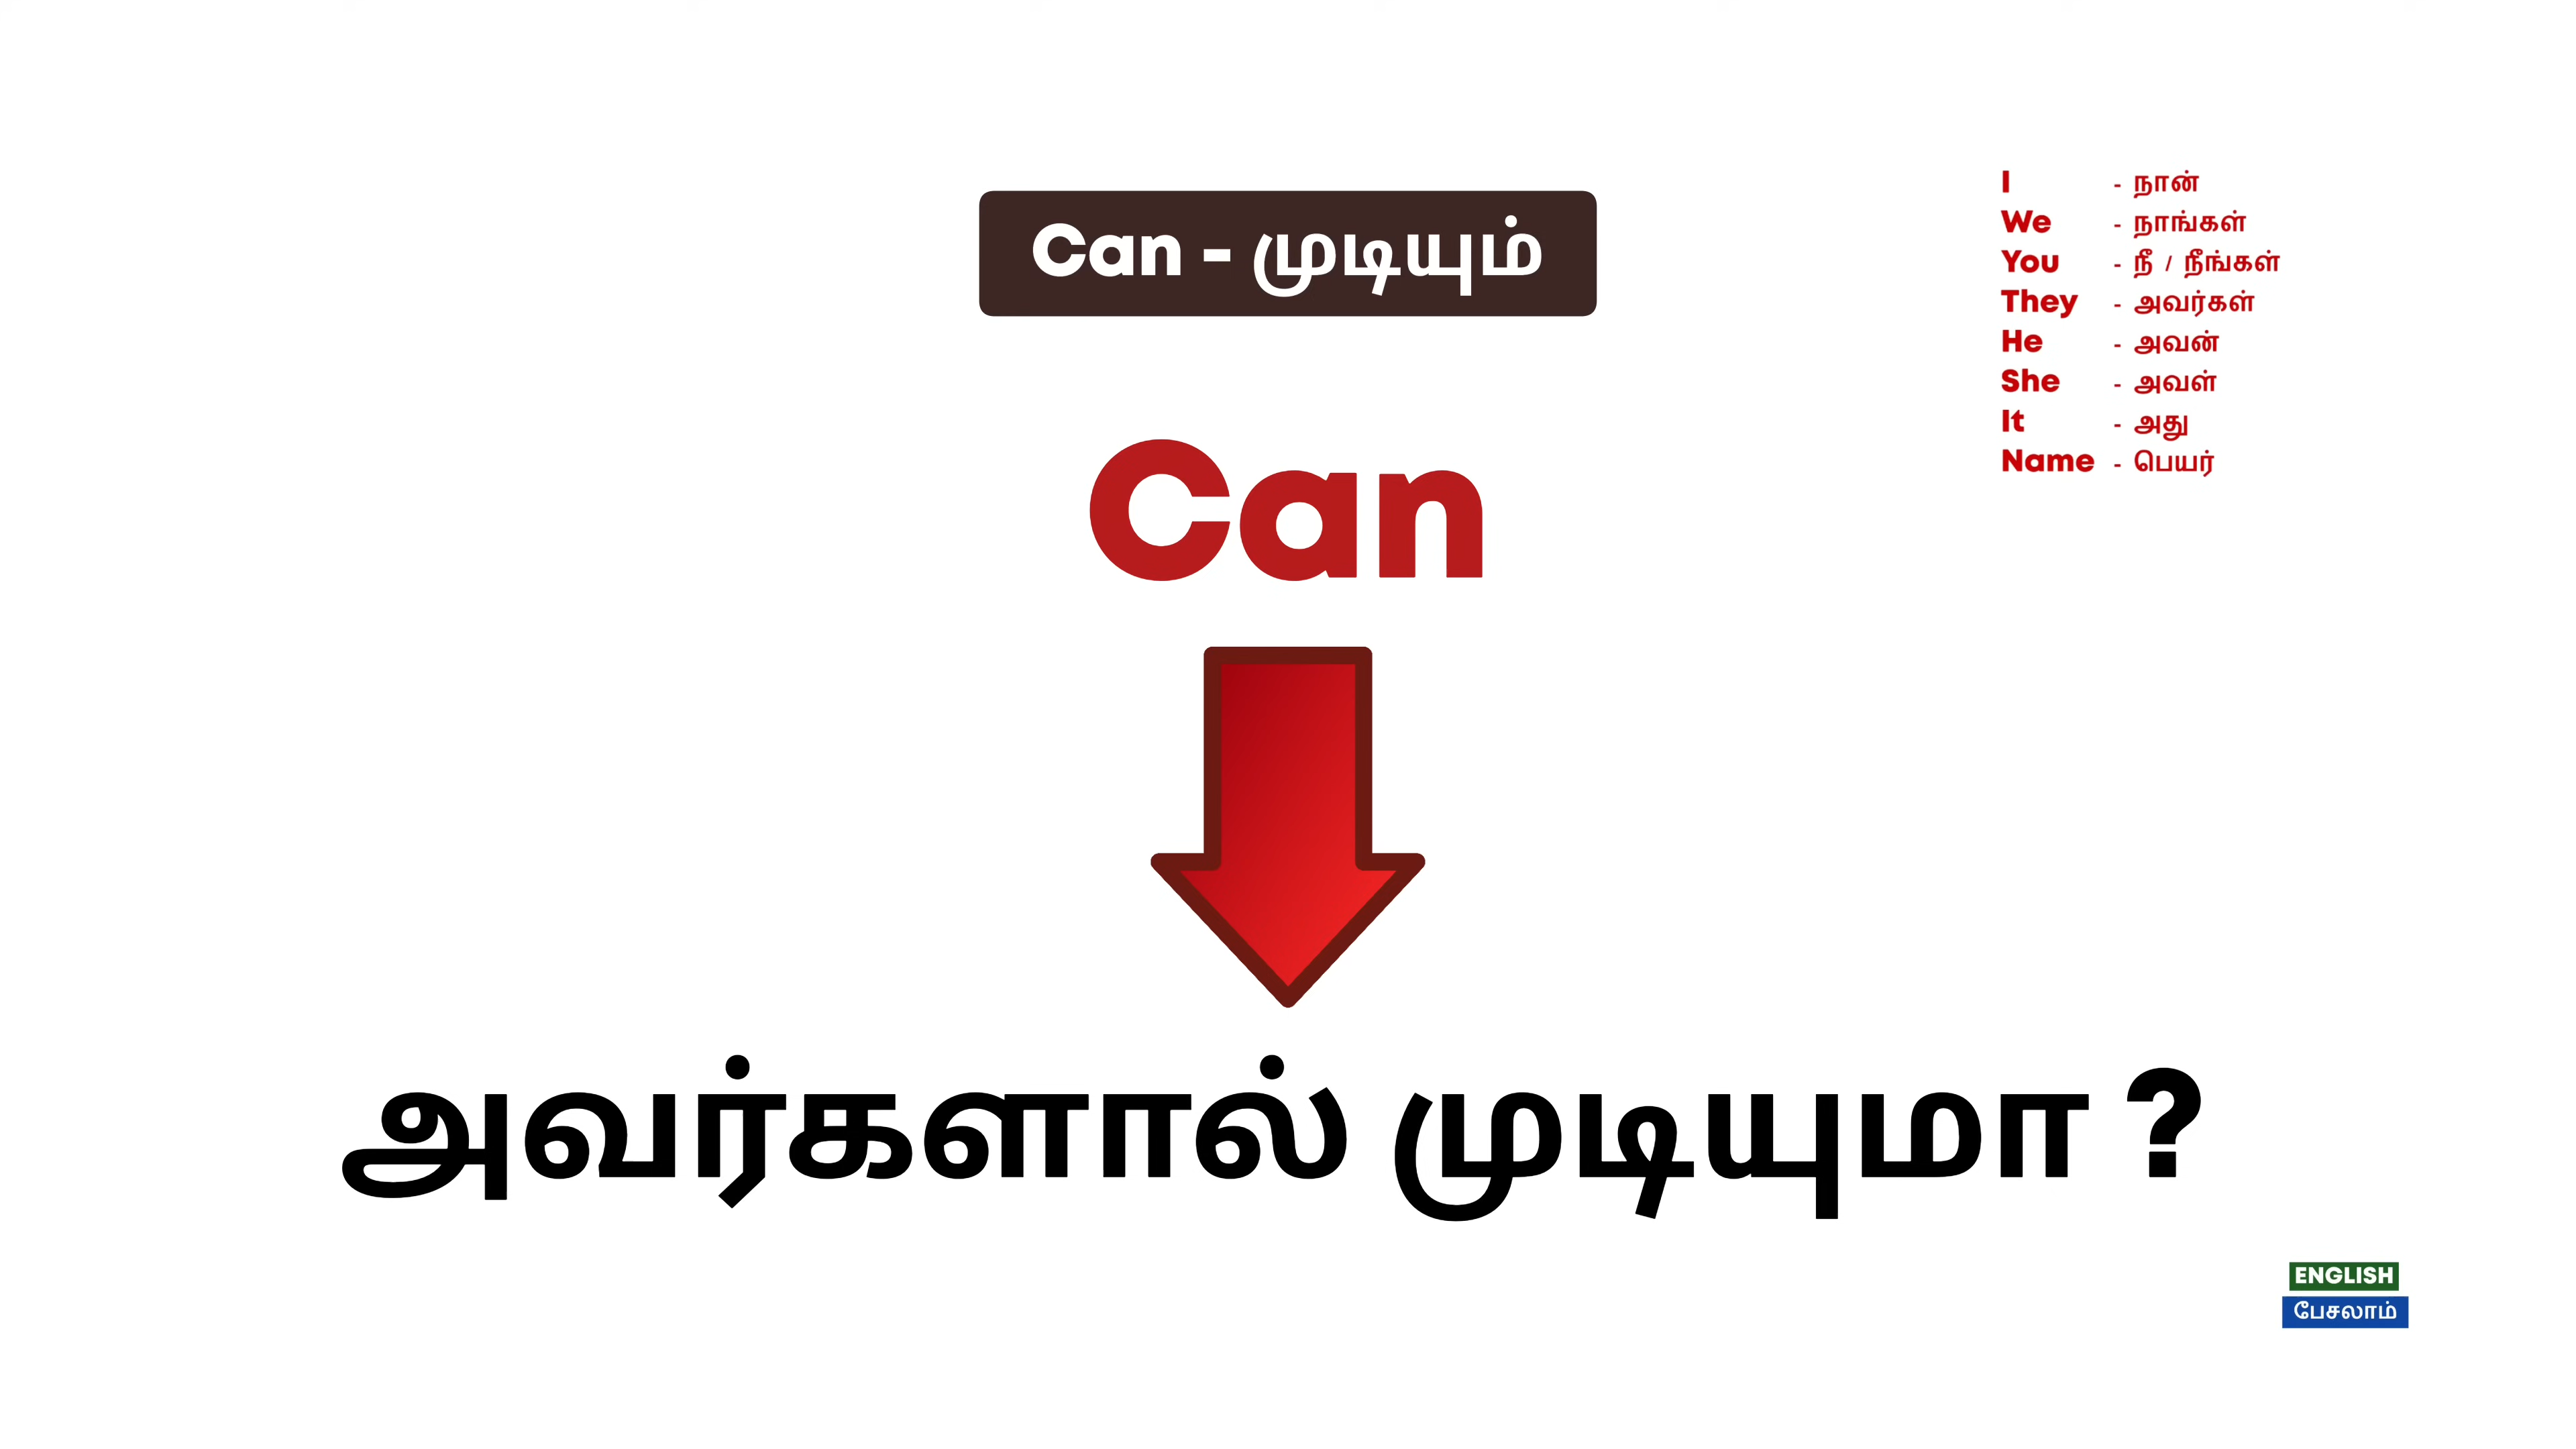 Can - முடியும்
I - நான்
We - நாங்கள்
You - நீ / நீங்கள்
They - அவர்கள்
He - அவன்
She - அவள்
It - அது
Name - பெயர்
Can
அவர்களால் முடியுமா ?
ENGLISH
பேசலாம்